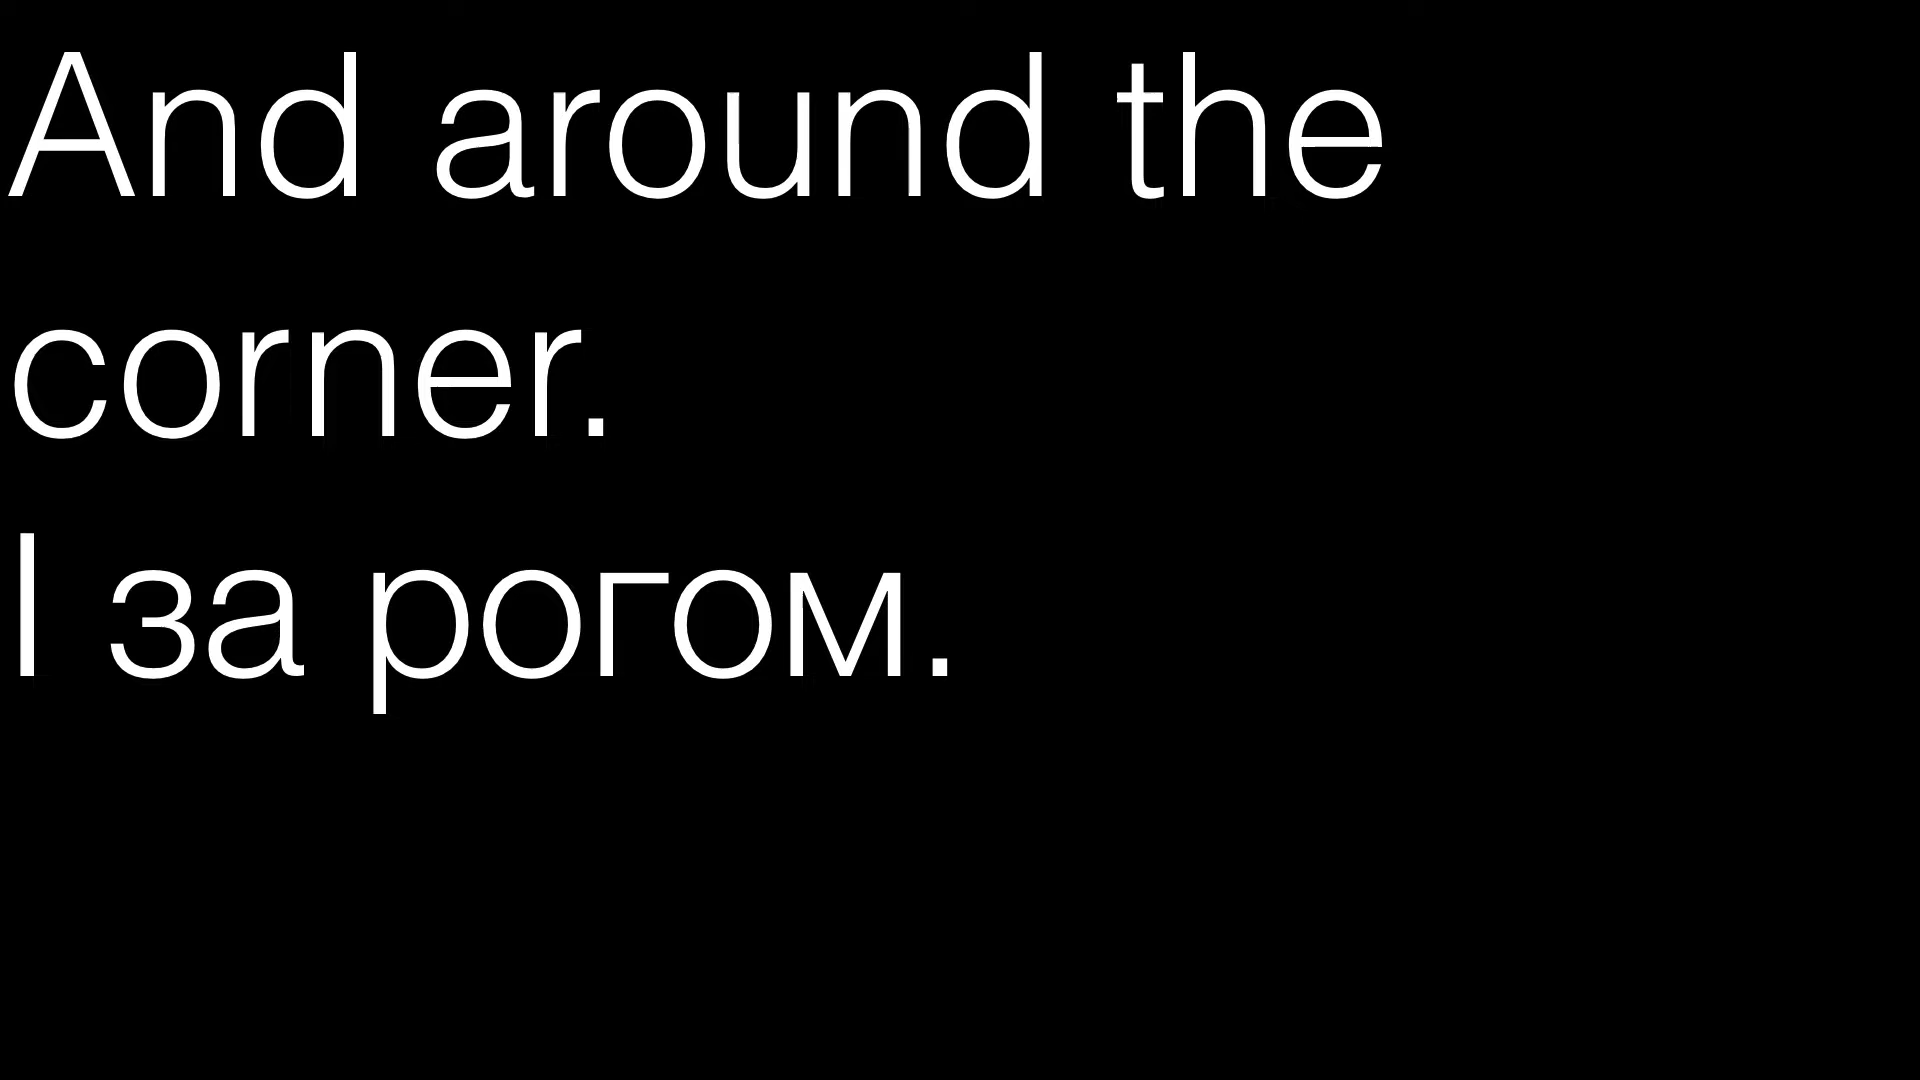 And around the
corner.
І за рогом.